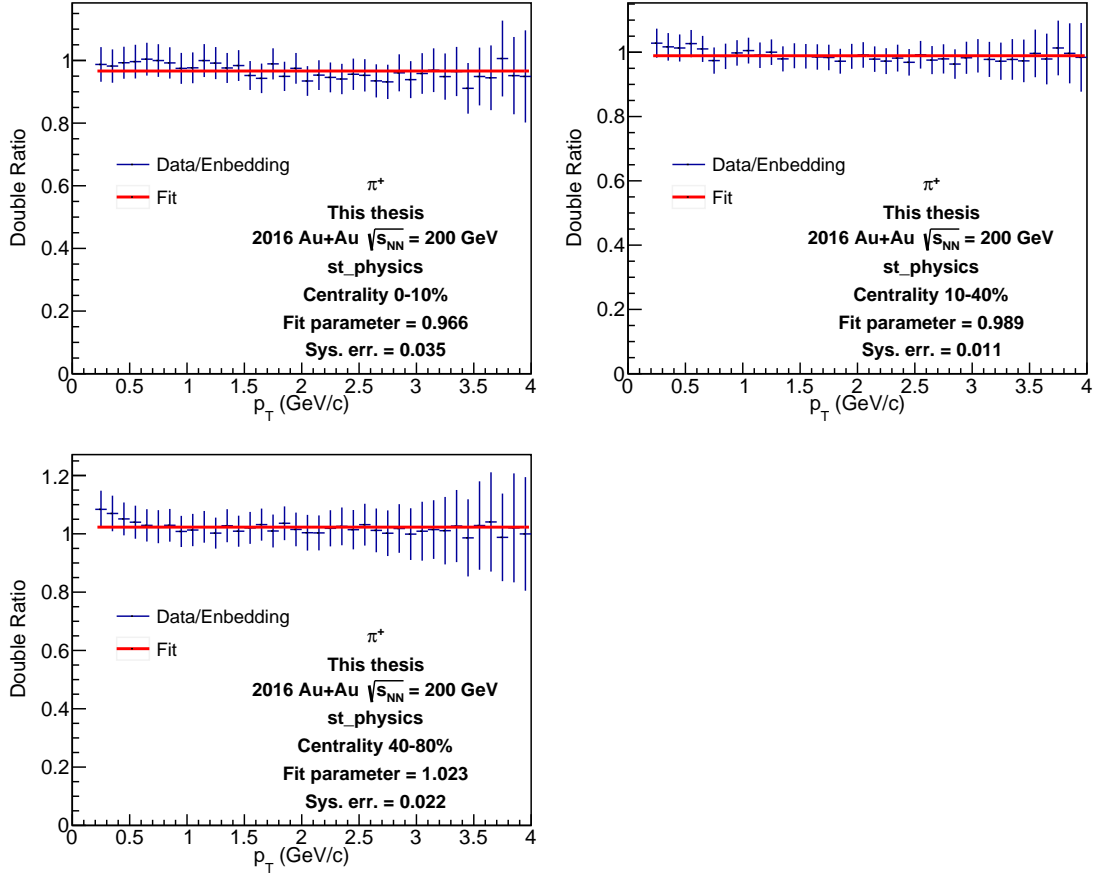 Double Ratio
1
0.8
0.6
0.4
0.2
0
Data/Enbedding
Fit
π⁺
This thesis
2016 Au+Au √s_NN = 200 GeV
st_physics
Centrality 0-10%
Fit parameter = 0.966
Sys. err. = 0.035
0 0.5 1 1.5 2 2.5 3 3.5 4
p_T (GeV/c)
Double Ratio
1
0.8
0.6
0.4
0.2
0
Data/Enbedding
Fit
π⁺
This thesis
2016 Au+Au √s_NN = 200 GeV
st_physics
Centrality 10-40%
Fit parameter = 0.989
Sys. err. = 0.011
0 0.5 1 1.5 2 2.5 3 3.5 4
p_T (GeV/c)
Double Ratio
1.2
1
0.8
0.6
0.4
0.2
0
Data/Enbedding
Fit
π⁺
This thesis
2016 Au+Au √s_NN = 200 GeV
st_physics
Centrality 40-80%
Fit parameter = 1.023
Sys. err. = 0.022
0 0.5 1 1.5 2 2.5 3 3.5 4
p_T (GeV/c)